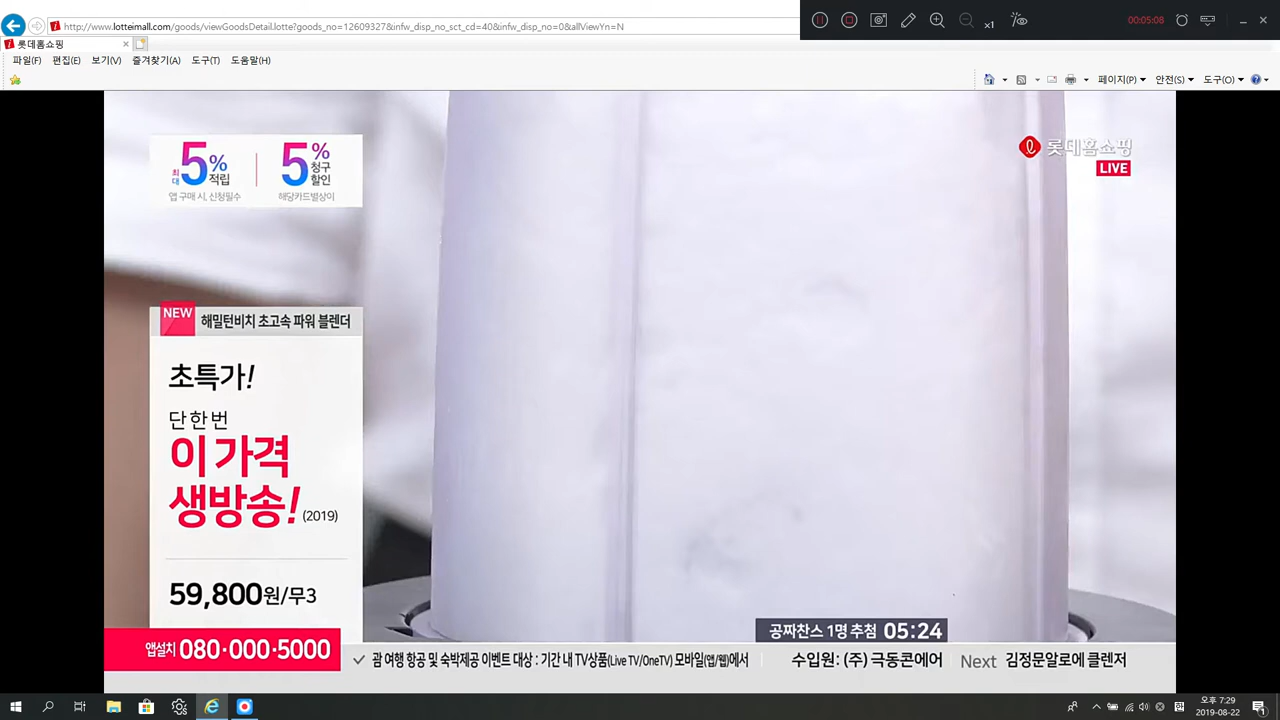 http://www.lotteimall.com/goods/viewGoodsDetail.lotte?goods_no=12609327&infw_disp_no_sct_cd=40&infw_disp_no=0&allViewYn=N
x1
00:05:08
롯데홈쇼핑
파일(F) 편집(E) 보기(V) 즐겨찾기(A) 도구(T) 도움말(H)
페이지(P) 안전(S) 도구(O)
최대 5% 적립
앱 구매 시, 신청필수
5% 청구할인
해당카드별상이
롯데홈쇼핑
LIVE
NEW 해밀턴비치 초고속 파워 블렌더
초특가!
단 한 번
이 가격
생방송! (2019)
59,800원/무3
공짜찬스 1명 추첨 05:24
앱설치 080·000·5000
괌 여행 항공 및 숙박제공 이벤트 대상 : 기간 내 TV상품(Live TV/OneTV) 모바일(앱/웹)에서
수입원: (주) 극동콘에어
Next 김정문알로에 클렌저
오후 7:29
2019-08-22